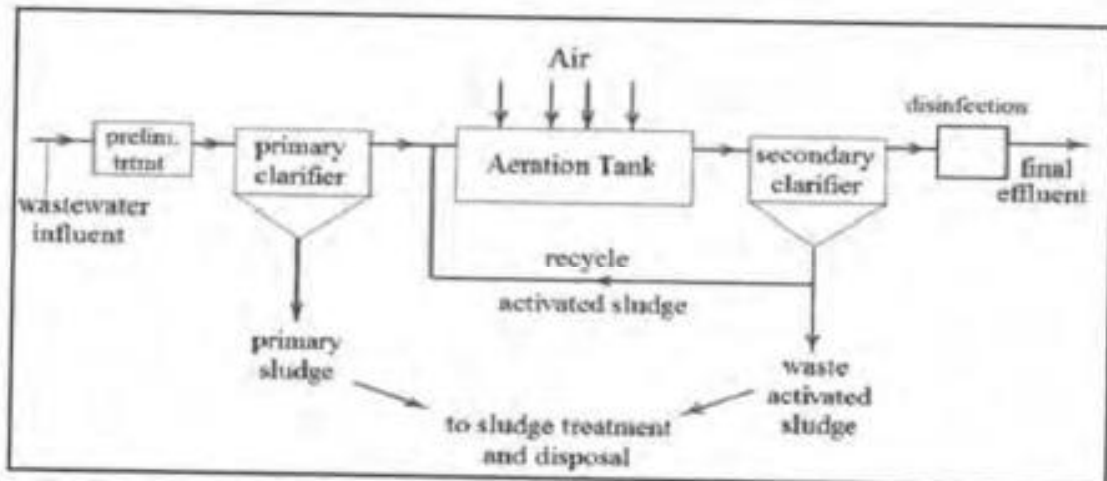 Air
disinfection
prelim.
trtmt
primary
clarifier
Aeration Tank
secondary
clarifier
final
effluent
wastewater
influent
recycle
activated sludge
primary
sludge
waste
activated
sludge
to sludge treatment
and disposal